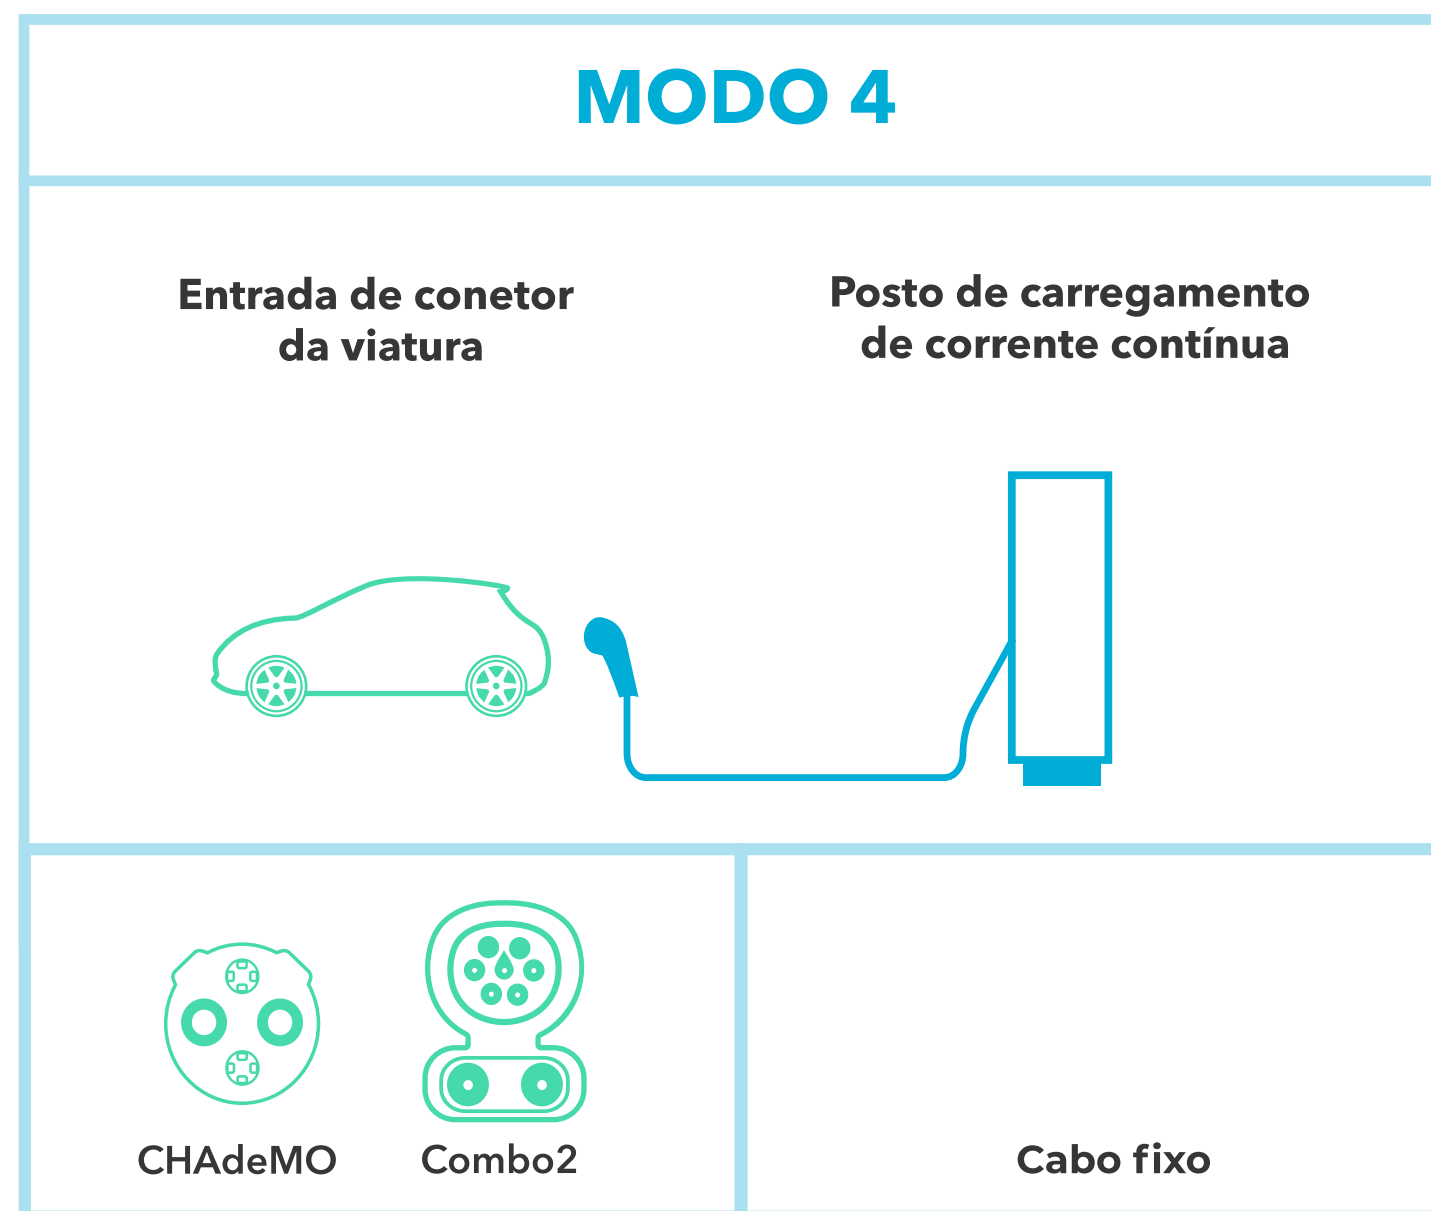 MODO 4
Entrada de conetor
da viatura
Posto de carregamento
de corrente contínua
CHAdeMO
Combo2
Cabo fixo